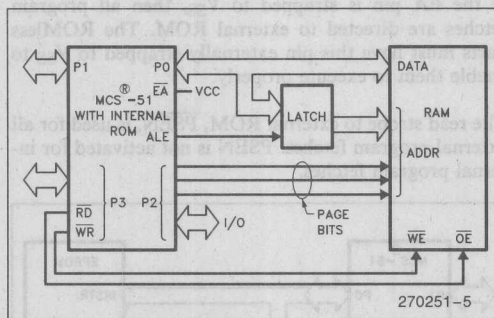 the EA pin is strapped to VSS, then all program
fetches are directed to external ROM. The ROMless
parts must have this pin externally strapped to VSS to
enable them to execute properly.
The read strobe to external ROM, PSEN, is used for all
external program fetches. PSEN is not activated for in-
ternal program fetches.
P1
P0
EA
VCC
MCS®-51
WITH INTERNAL
ROM
ALE
LATCH
DATA
RAM
ADDR
P3
P2
RD
WR
I/O
PAGE
BITS
WE
OE
270251-5